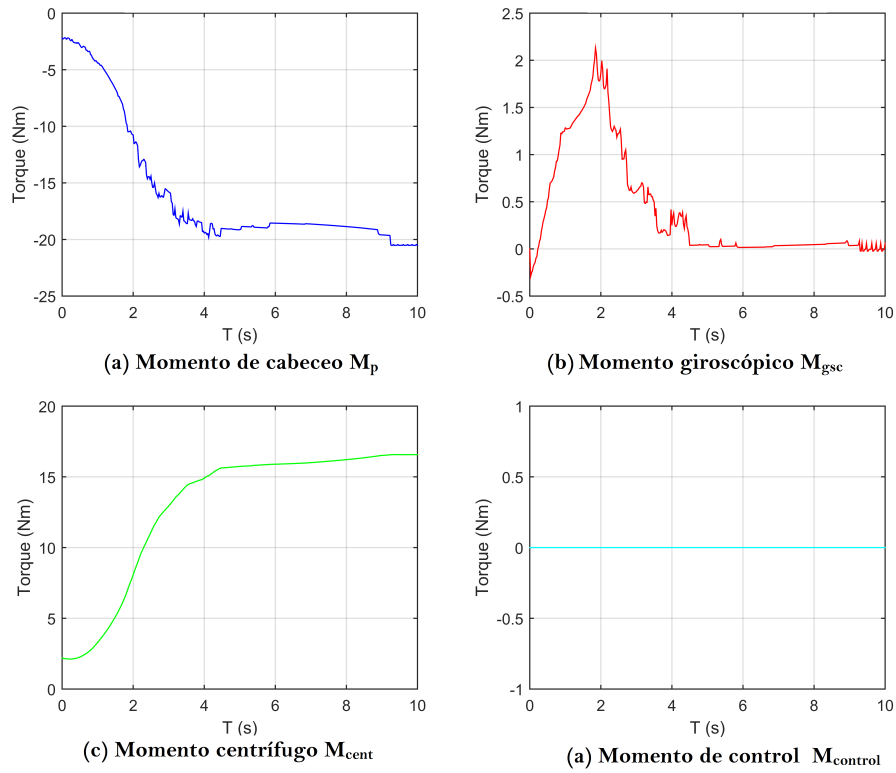 0
-5
-10
-15
-20
-25
Torque (Nm)
0 2 4 6 8 10
T (s)
(a) Momento de cabeceo Mp
2.5
2
1.5
1
0.5
0
-0.5
Torque (Nm)
0 2 4 6 8 10
T (s)
(b) Momento giroscópico Mgsc
20
15
10
5
0
Torque (Nm)
0 2 4 6 8 10
T (s)
(c) Momento centrífugo Mcent
1
0.5
0
-0.5
-1
Torque (Nm)
0 2 4 6 8 10
T (s)
(a) Momento de control Mcontrol